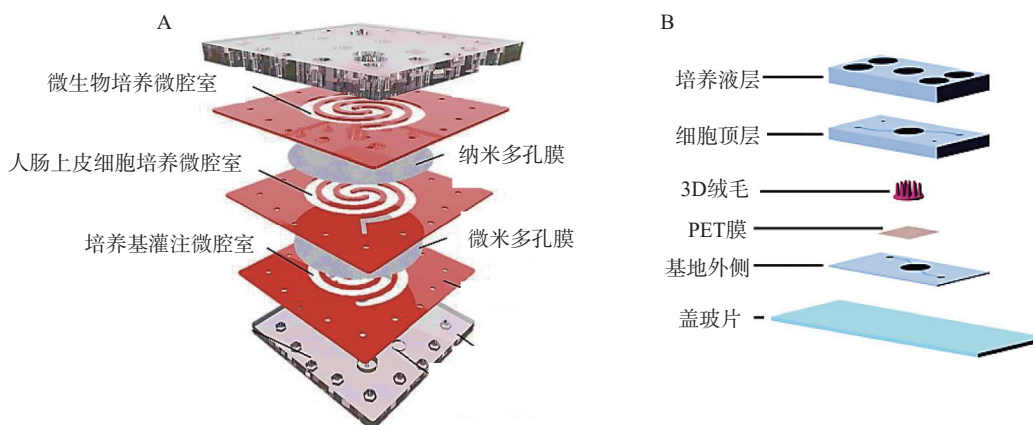 A
微生物培养微腔室
人肠上皮细胞培养微腔室
纳米多孔膜
培养基灌注微腔室
微米多孔膜
B
培养液层
细胞顶层
3D绒毛
PET膜
基地外侧
盖玻片